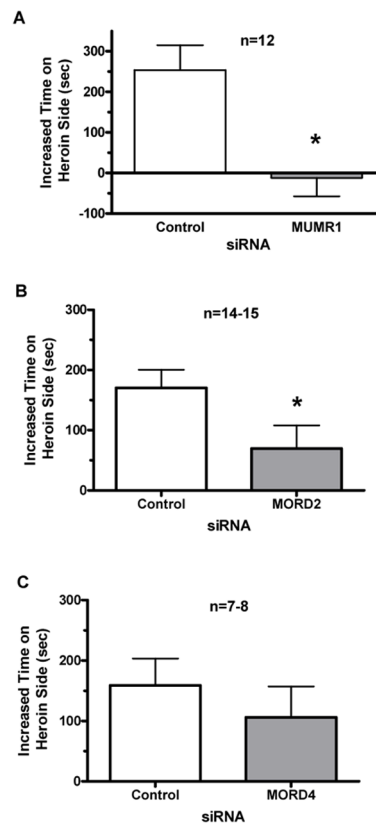 A
Increased Time on
Heroin Side (sec)
300
200
100
0
-100
n=12
*
Control
MUMR1
siRNA
B
Increased Time on
Heroin Side (sec)
300
200
100
0
n=14-15
*
Control
MORD2
siRNA
C
Increased Time on
Heroin Side (sec)
300
200
100
0
n=7-8
Control
MORD4
siRNA